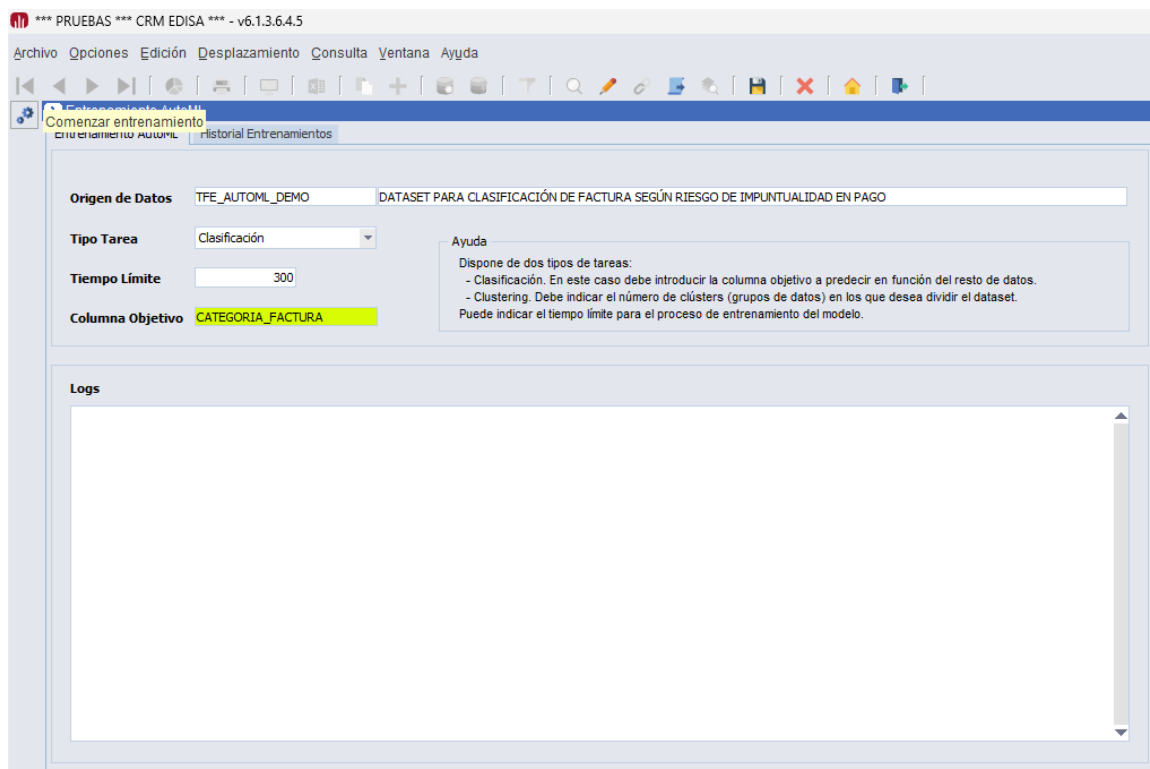 *** PRUEBAS *** CRM EDISA *** - v6.1.3.6.4.5
Archivo Opciones Edición Desplazamiento Consulta Ventana Ayuda
Entrenamiento AutoML
Comenzar entrenamiento
Entrenamiento AutoML Historial Entrenamientos
Origen de Datos TFE_AUTOML_DEMO DATASET PARA CLASIFICACIÓN DE FACTURA SEGÚN RIESGO DE IMPUNTUALIDAD EN PAGO
Tipo Tarea Clasificación
Tiempo Límite 300
Columna Objetivo CATEGORIA_FACTURA
Ayuda
Dispone de dos tipos de tareas:
- Clasificación. En este caso debe introducir la columna objetivo a predecir en función del resto de datos.
- Clustering. Debe indicar el número de clústers (grupos de datos) en los que desea dividir el dataset.
Puede indicar el tiempo límite para el proceso de entrenamiento del modelo.
Logs